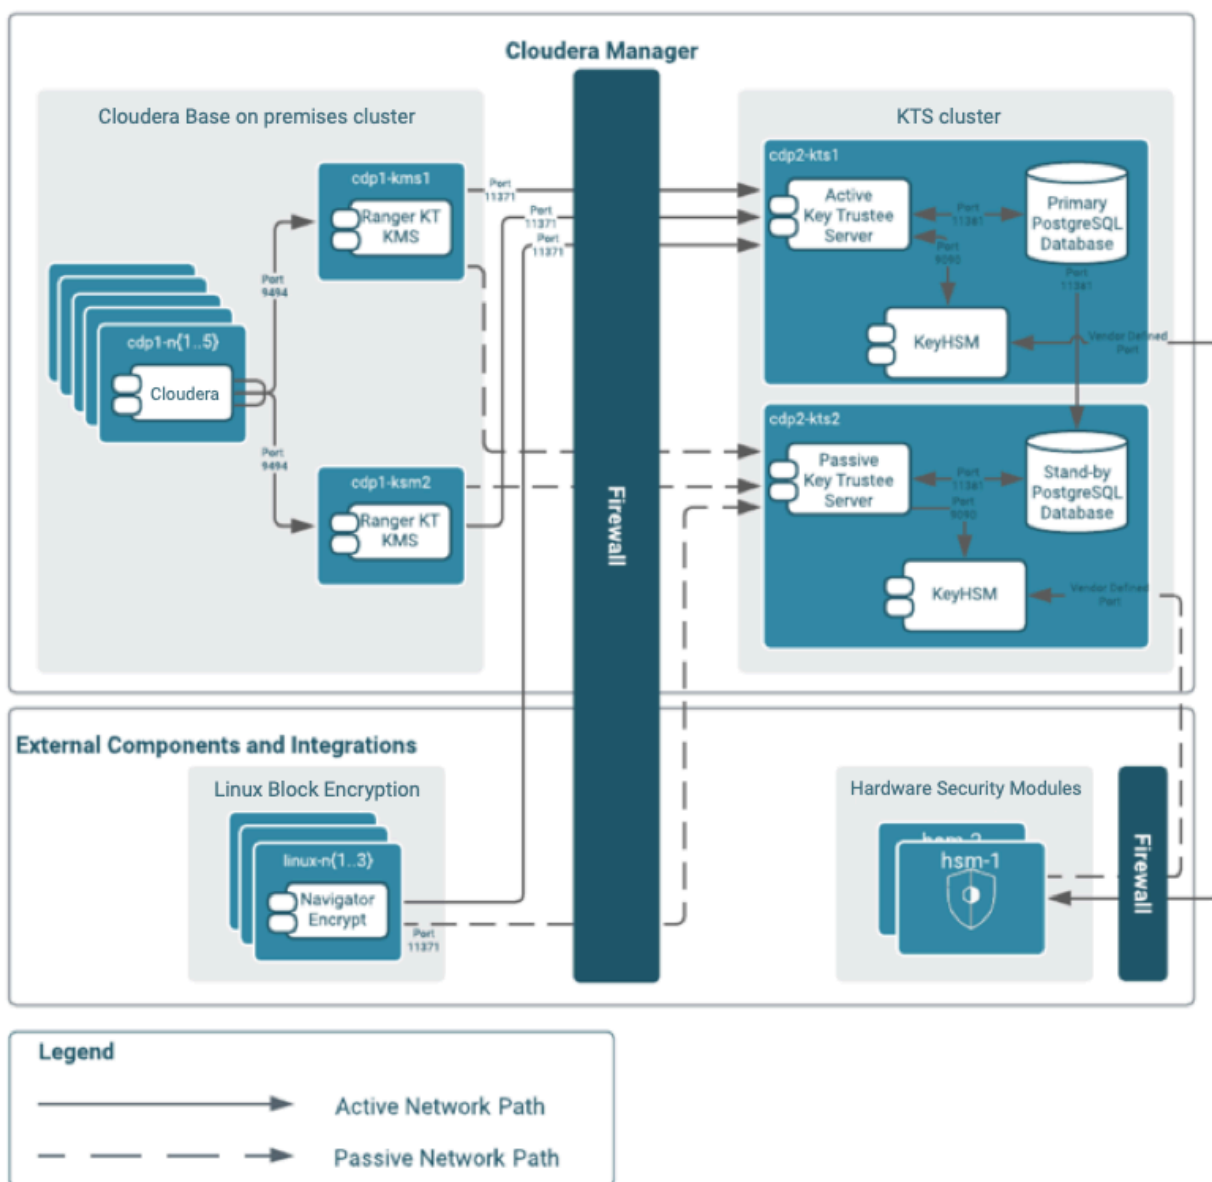 Cloudera Manager
Cloudera Base on premises cluster
cdp1-kms1
Ranger KT
KMS
Port
9494
cdp1-n{1..5}
Cloudera
Port
9494
cdp1-ksm2
Ranger KT
KMS
Port
11371
Port
11371
Port
11371
Firewall
KTS cluster
cdp2-kts1
Active
Key Trustee
Server
Port
11381
Primary
PostgreSQL
Database
Port
9090
Port
11381
KeyHSM
Vendor Defined
Port
cdp2-kts2
Passive
Key Trustee
Server
Port
11381
Stand-by
PostgreSQL
Database
Port
9090
KeyHSM
Vendor Defined
Port
External Components and Integrations
Linux Block Encryption
linux-n{1..3}
Navigator
Encrypt
Port
11371
Hardware Security Modules
hsm-2
hsm-1
Firewall
Legend
Active Network Path
Passive Network Path